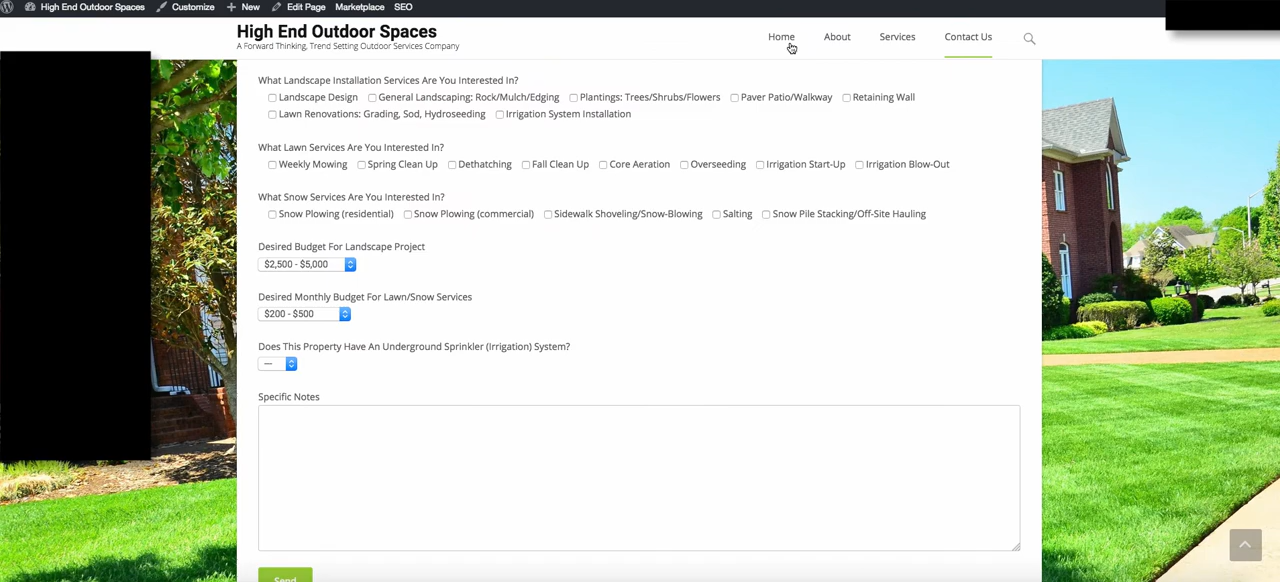 High End Outdoor Spaces Customize New Edit Page Marketplace SEO
High End Outdoor Spaces
A Forward Thinking, Trend Setting Outdoor Services Company
Home About Services Contact Us
What Landscape Installation Services Are You Interested In?
Landscape Design General Landscaping: Rock/Mulch/Edging Plantings: Trees/Shrubs/Flowers Paver Patio/Walkway Retaining Wall
Lawn Renovations: Grading, Sod, Hydroseeding Irrigation System Installation
What Lawn Services Are You Interested In?
Weekly Mowing Spring Clean Up Dethatching Fall Clean Up Core Aeration Overseeding Irrigation Start-Up Irrigation Blow-Out
What Snow Services Are You Interested In?
Snow Plowing (residential) Snow Plowing (commercial) Sidewalk Shoveling/Snow-Blowing Salting Snow Pile Stacking/Off-Site Hauling
Desired Budget For Landscape Project
$2,500 - $5,000
Desired Monthly Budget For Lawn/Snow Services
$200 - $500
Does This Property Have An Underground Sprinkler (Irrigation) System?
—
Specific Notes
Send